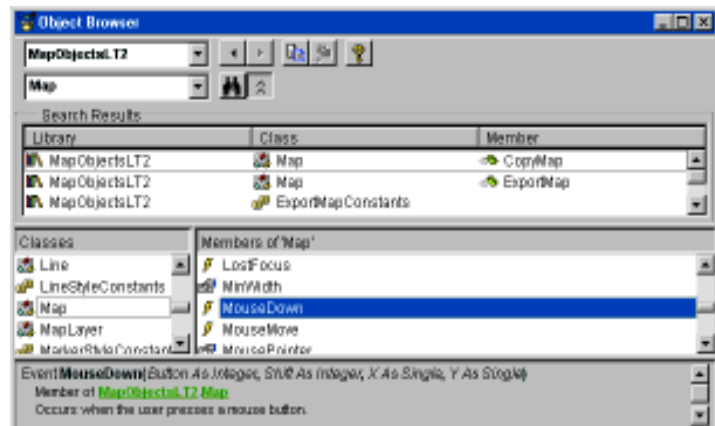 Object Browser
MapObjectsLT2
Map
Search Results
Library Class Member
MapObjectsLT2 Map CopyMap
MapObjectsLT2 Map ExportMap
MapObjectsLT2 ExportMapConstants
Classes Members of 'Map'
Line LostFocus
LineStyleConstants MinWidth
Map MouseDown
MapLayer MouseMove
MarkerStyleConstant MousePointer
Event MouseDown(Button As Integer, Shift As Integer, X As Single, Y As Single)
Member of MapObjectsLT2.Map
Occurs when the user presses a mouse button.